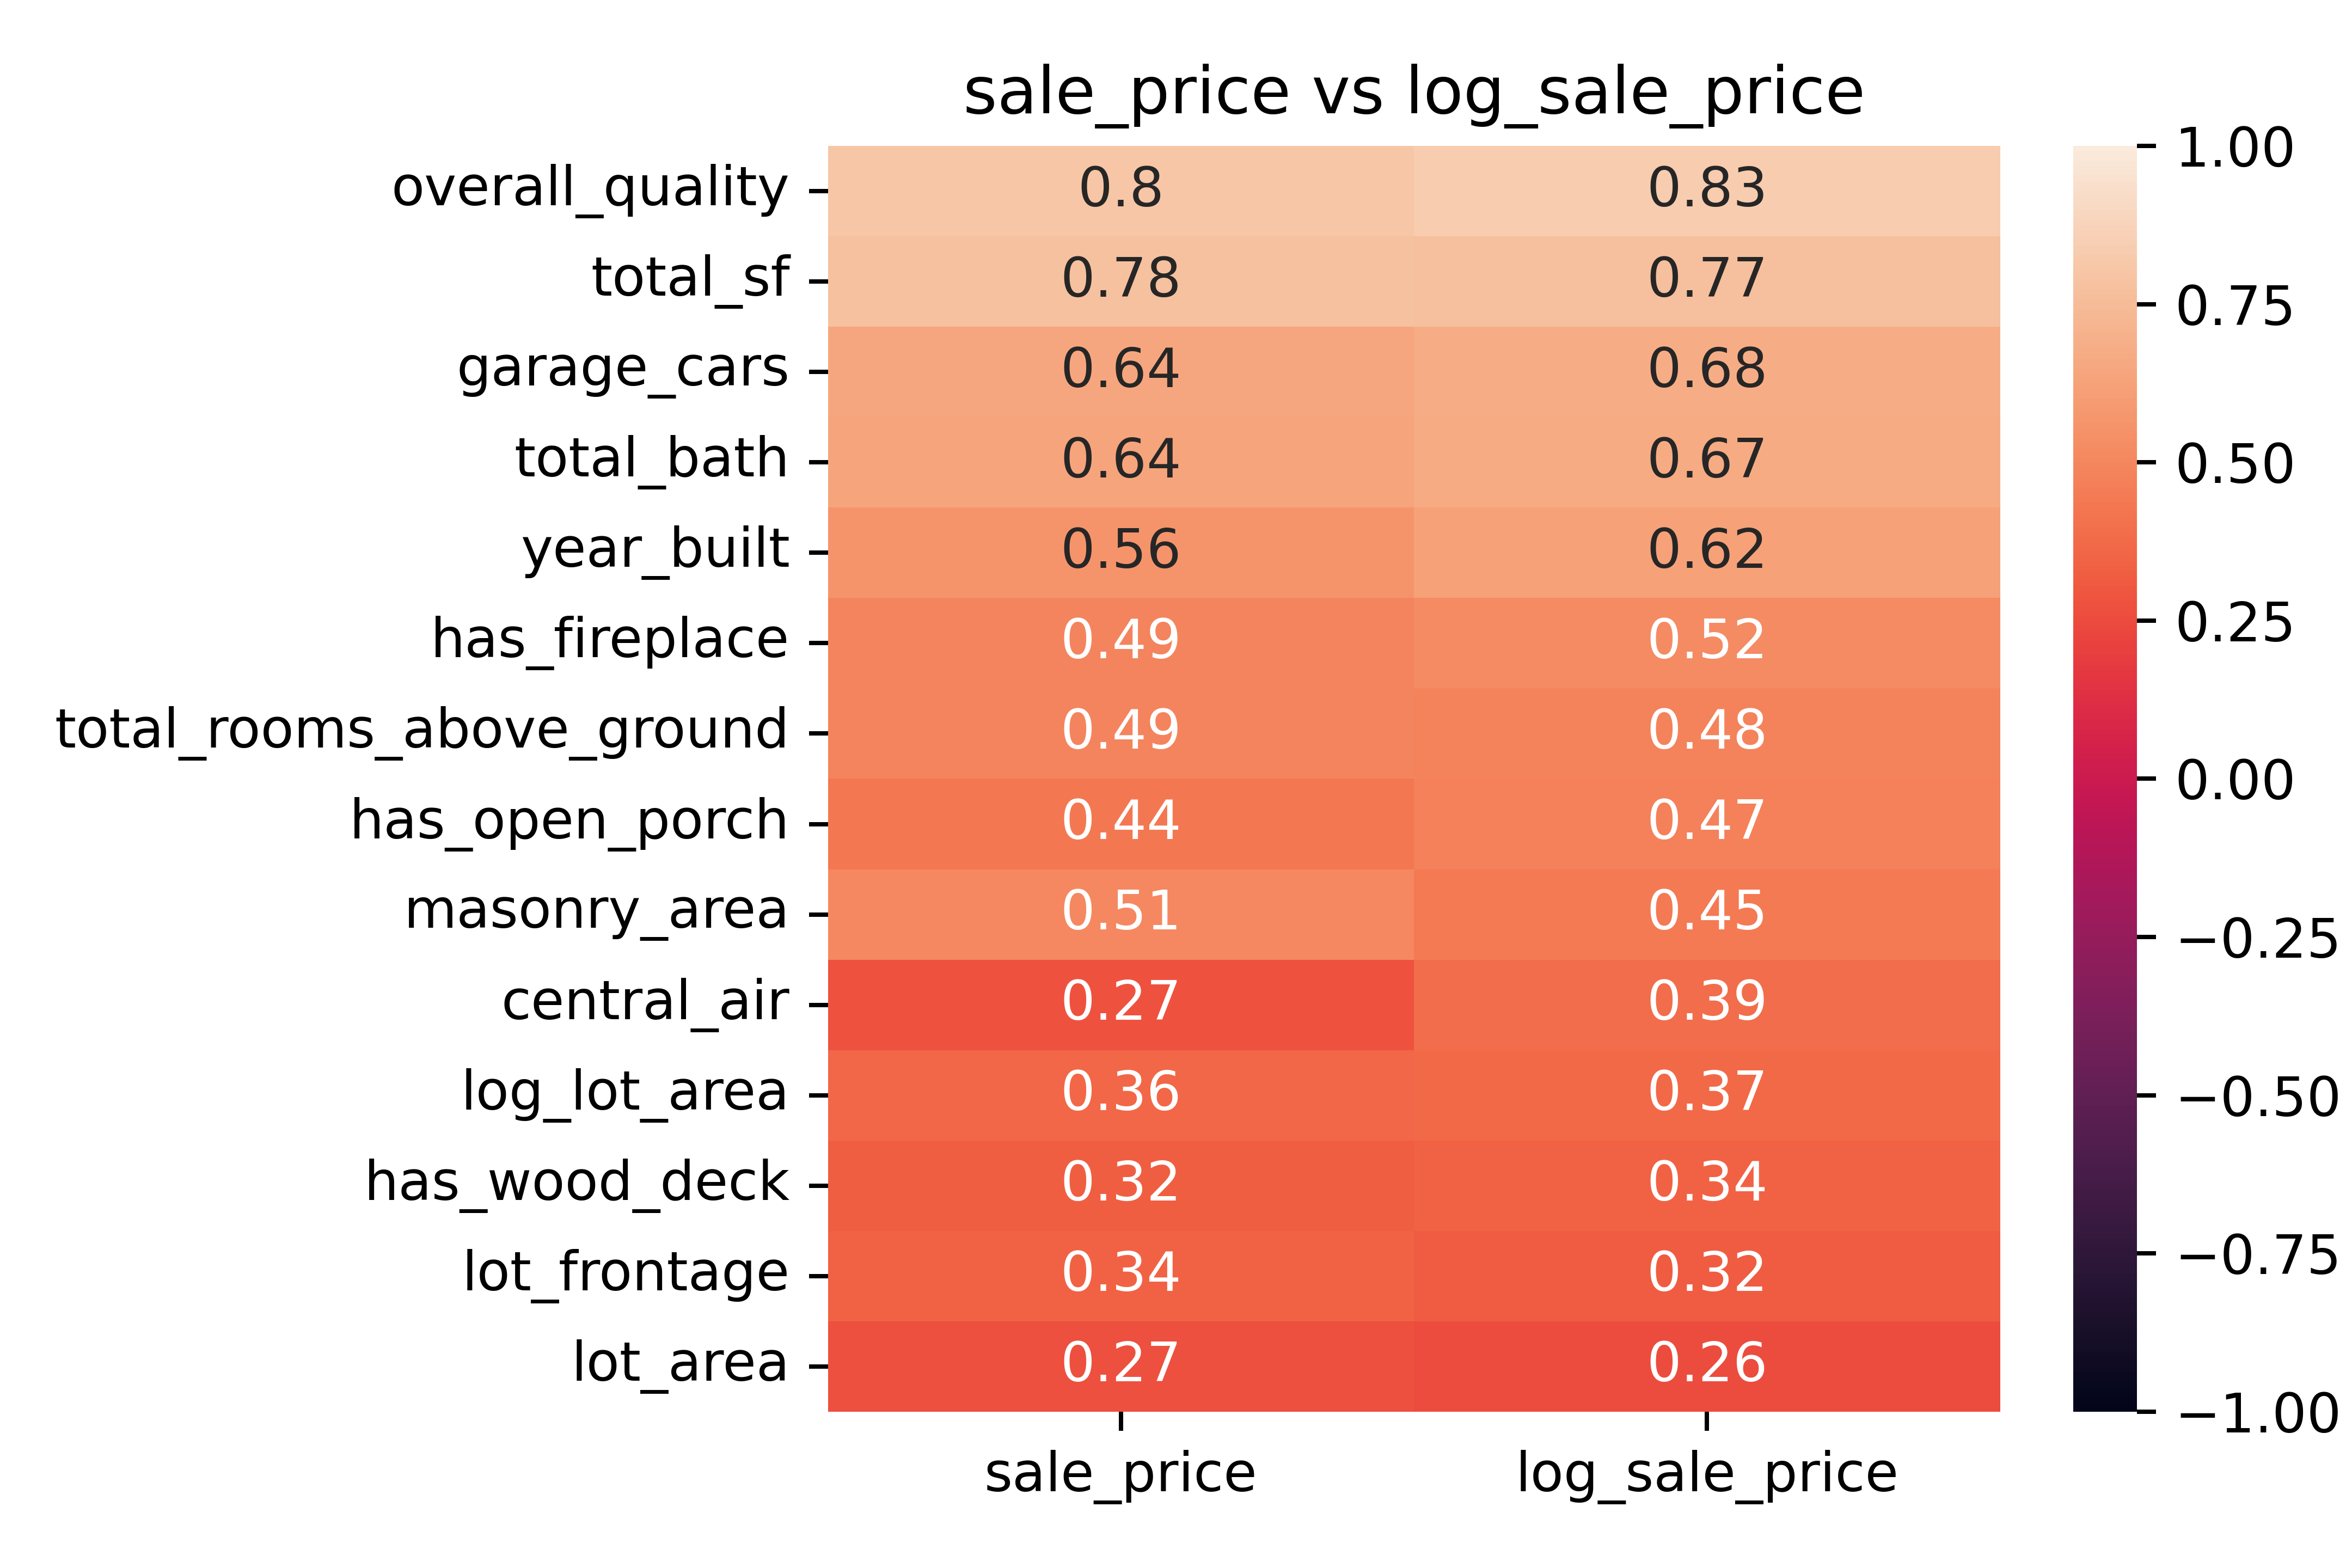 sale_price vs log_sale_price
overall_quality 0.8 0.83
total_sf 0.78 0.77
garage_cars 0.64 0.68
total_bath 0.64 0.67
year_built 0.56 0.62
has_fireplace 0.49 0.52
total_rooms_above_ground 0.49 0.48
has_open_porch 0.44 0.47
masonry_area 0.51 0.45
central_air 0.27 0.39
log_lot_area 0.36 0.37
has_wood_deck 0.32 0.34
lot_frontage 0.34 0.32
lot_area 0.27 0.26
sale_price log_sale_price
1.00
0.75
0.50
0.25
0.00
−0.25
−0.50
−0.75
−1.00